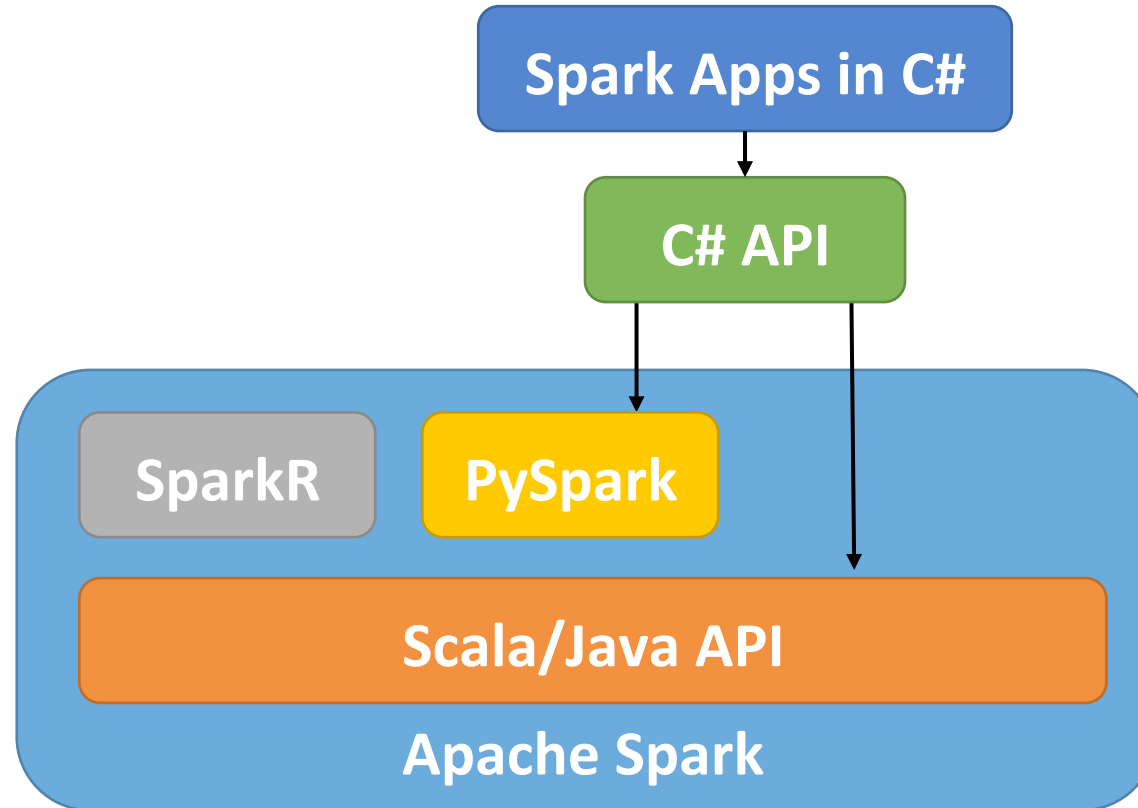 Spark Apps in C#
C# API
SparkR
PySpark
Scala/Java API
Apache Spark